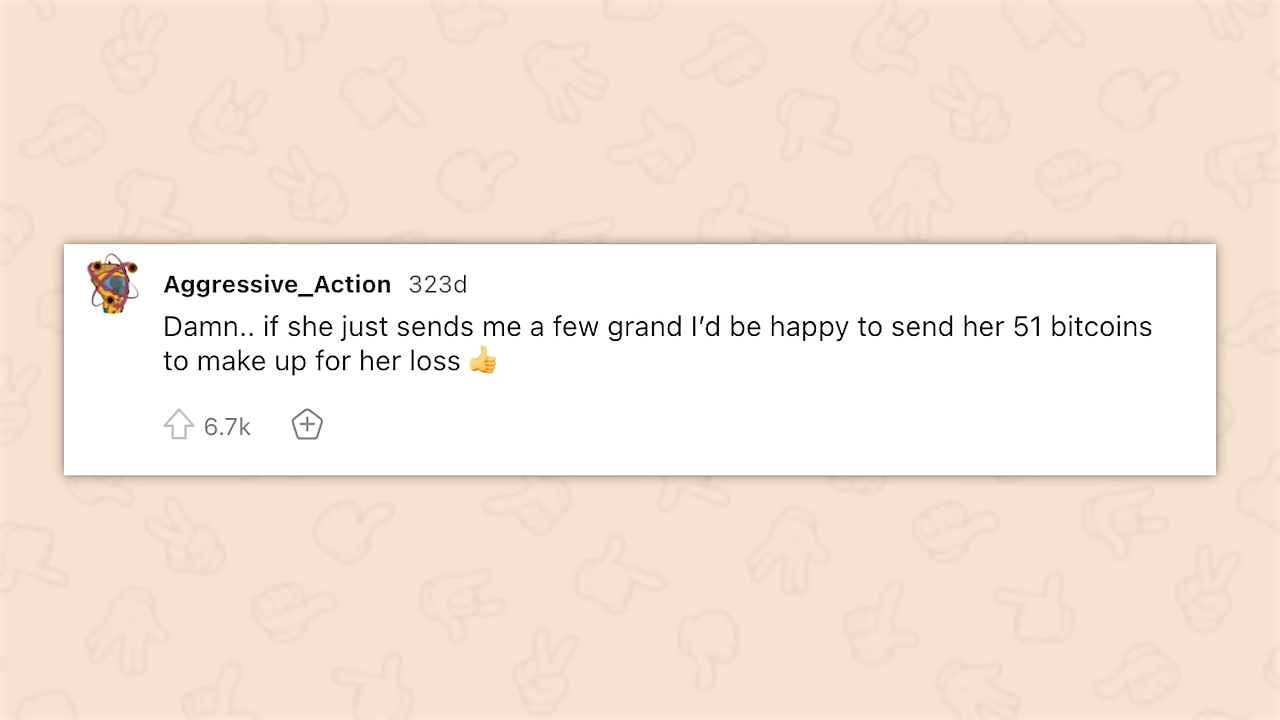 Aggressive_Action 323d
Damn.. if she just sends me a few grand I’d be happy to send her 51 bitcoins
to make up for her loss 👍
6.7k